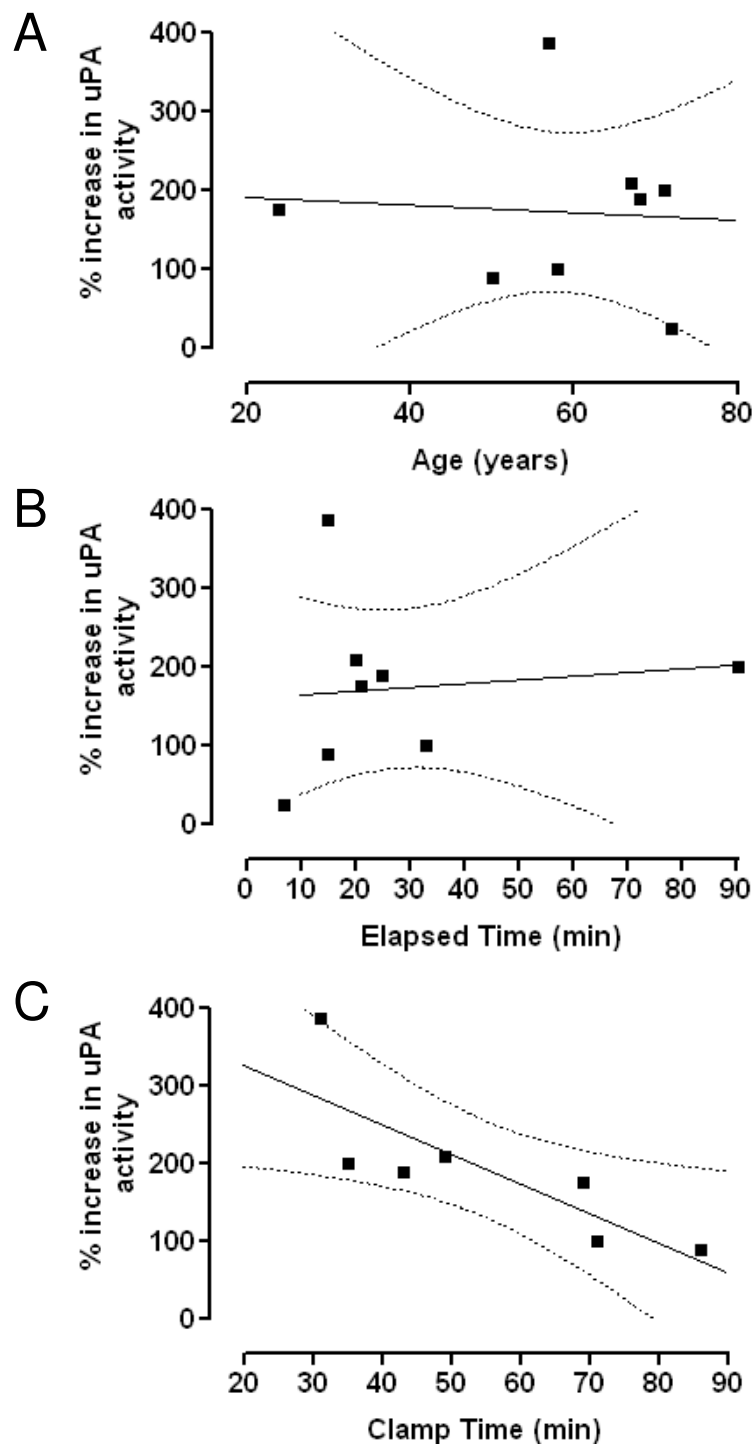 A
% increase in uPA
activity
400
300
200
100
0
20 40 60 80
Age (years)
B
% increase in uPA
activity
400
300
200
100
0
0 10 20 30 40 50 60 70 80 90
Elapsed Time (min)
C
% increase in uPA
activity
400
300
200
100
0
20 30 40 50 60 70 80 90
Clamp Time (min)